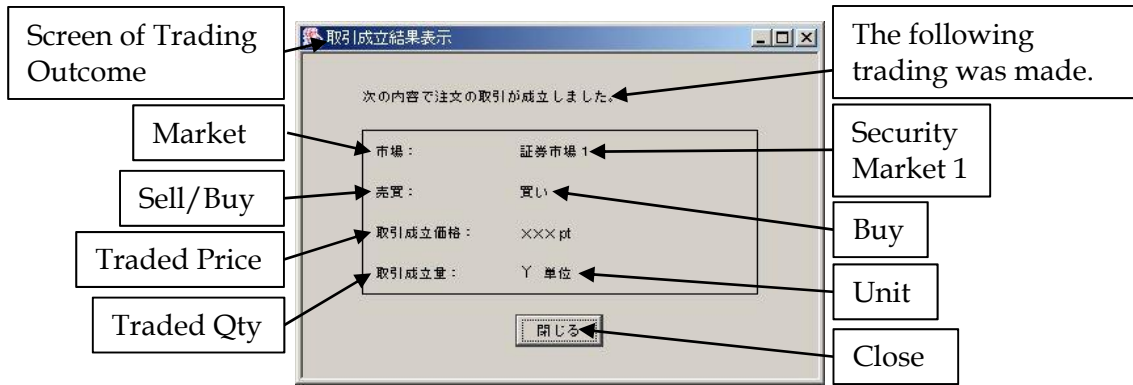 Screen of Trading
Outcome
取引成立結果表示
The following
trading was made.
次の内容で注文の取引が成立しました。
Market
市場：
証券市場 1
Security
Market 1
Sell/Buy
売買：
買い
Buy
Traded Price
取引成立価格：
××× pt
Traded Qty
取引成立量：
Y 単位
Unit
閉じる
Close